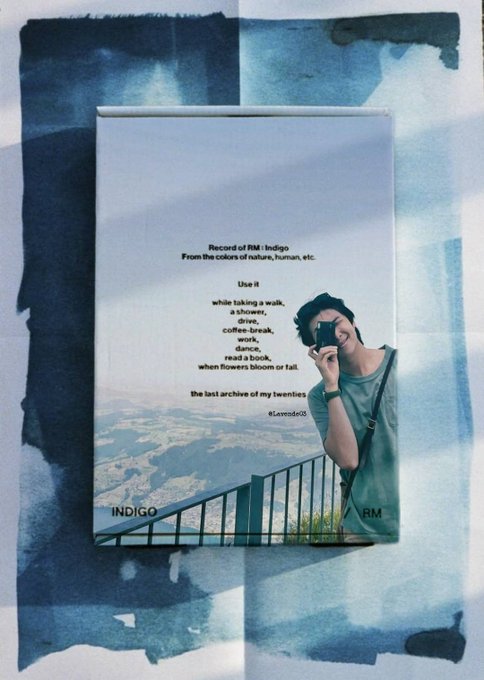 Record of RM : Indigo
From the colors of nature, human, etc.
Use it
while taking a walk,
a shower,
drive,
coffee-break,
work,
dance,
read a book,
when flowers bloom or fall.
the last archive of my twenties
@Lavende03
INDIGO
RM